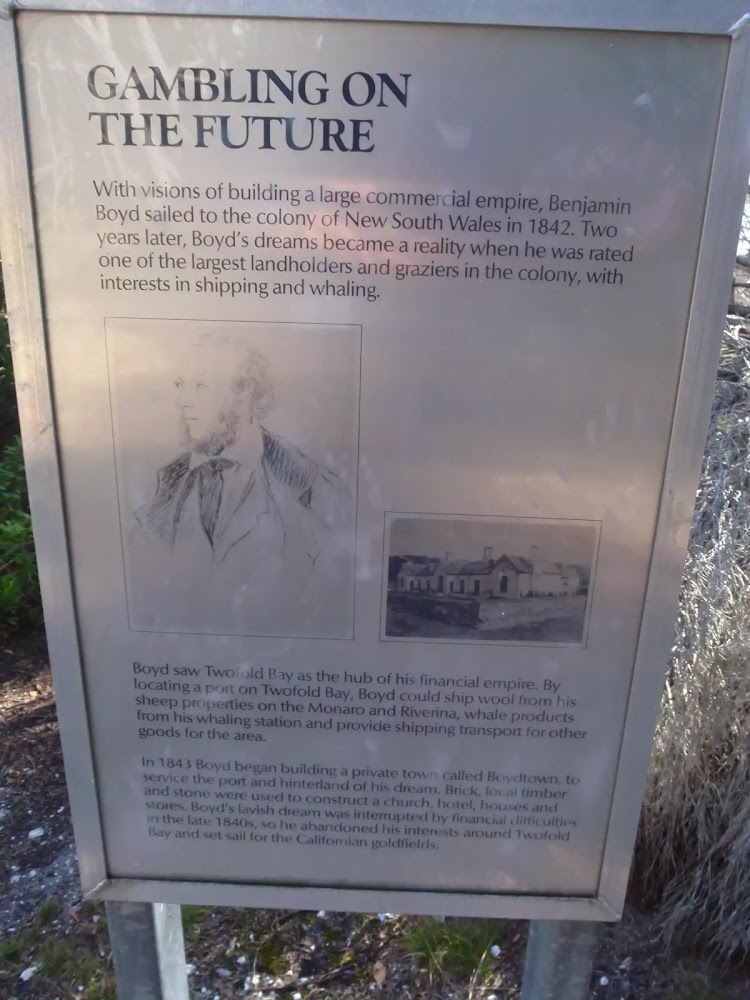 GAMBLING ON
THE FUTURE
With visions of building a large commercial empire, Benjamin
Boyd sailed to the colony of New South Wales in 1842. Two
years later, Boyd's dreams became a reality when he was rated
one of the largest landholders and graziers in the colony, with
interests in shipping and whaling.
Boyd saw Twofold Bay as the hub of his financial empire. By
locating a port on Twofold Bay, Boyd could ship wool from his
sheep properties on the Monaro and Riverina, whale products
from his whaling station and provide shipping transport for other
goods for the area.
In 1843 Boyd began building a private town called Boydtown, to
service the port and hinterland of his dream. Brick, local timber
and stone were used to construct a church, hotel, houses and
stores. Boyd's lavish dream was interrupted by financial difficulties
in the late 1840s, so he abandoned his interests around Twofold
Bay and set sail for the Californian goldfields.